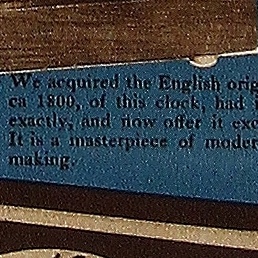 We acquired the English orig
ca 1800, of this clock, had i
exactly, and now offer it exc
It is a masterpiece of moder
making.